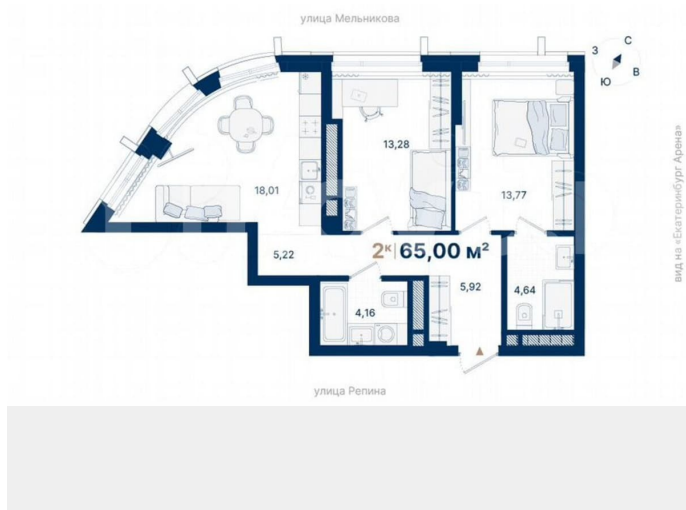 улица Мельникова
С
З
В
Ю
13,28
18,01
13,77
вид на «Екатеринбург Арена»
5,22
2К 65,00 м²
5,92
4,64
4,16
улица Репина